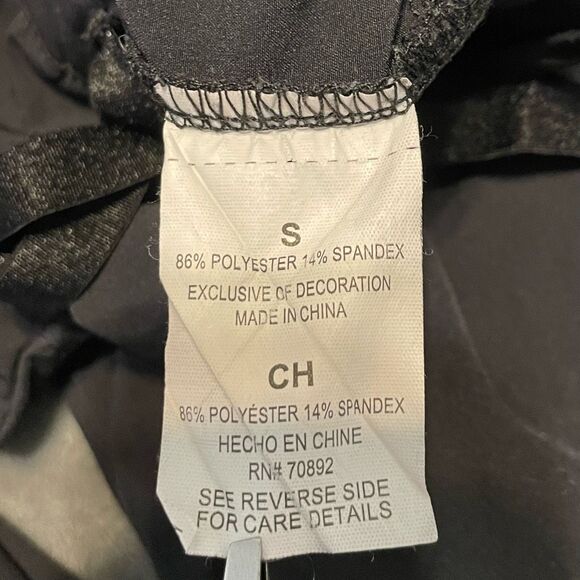 S
86% POLYESTER 14% SPANDEX
EXCLUSIVE OF DECORATION
MADE IN CHINA
CH
86% POLYÉSTER 14% SPANDEX
HECHO EN CHINE
RN# 70892
SEE REVERSE SIDE
FOR CARE DETAILS